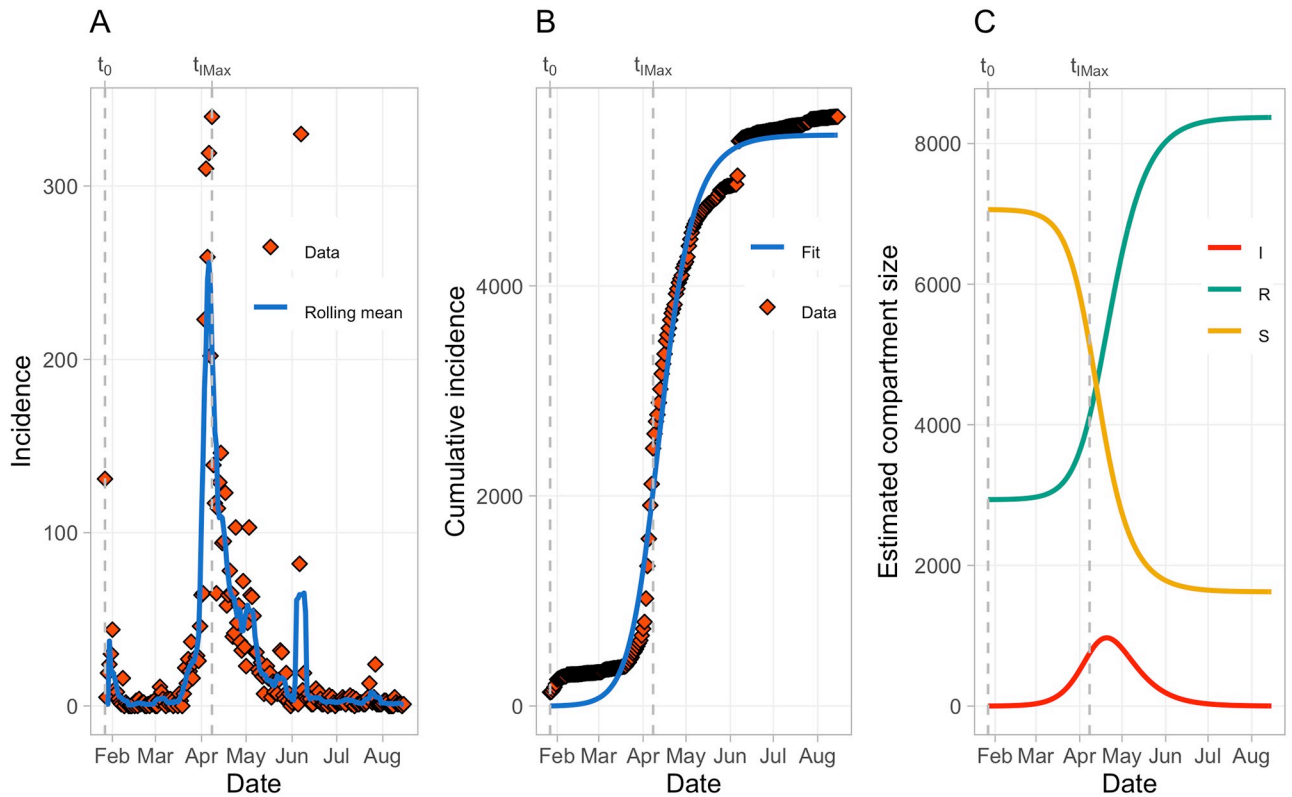 A
t0
tIMax
Incidence
300
200
100
0
Data
Rolling mean
Feb Mar Apr May Jun Jul Aug
Date
B
t0
tIMax
Cumulative incidence
4000
2000
0
Fit
Data
Feb Mar Apr May Jun Jul Aug
Date
C
t0
tIMax
Estimated compartment size
8000
6000
4000
2000
0
I
R
S
Feb Mar Apr May Jun Jul Aug
Date